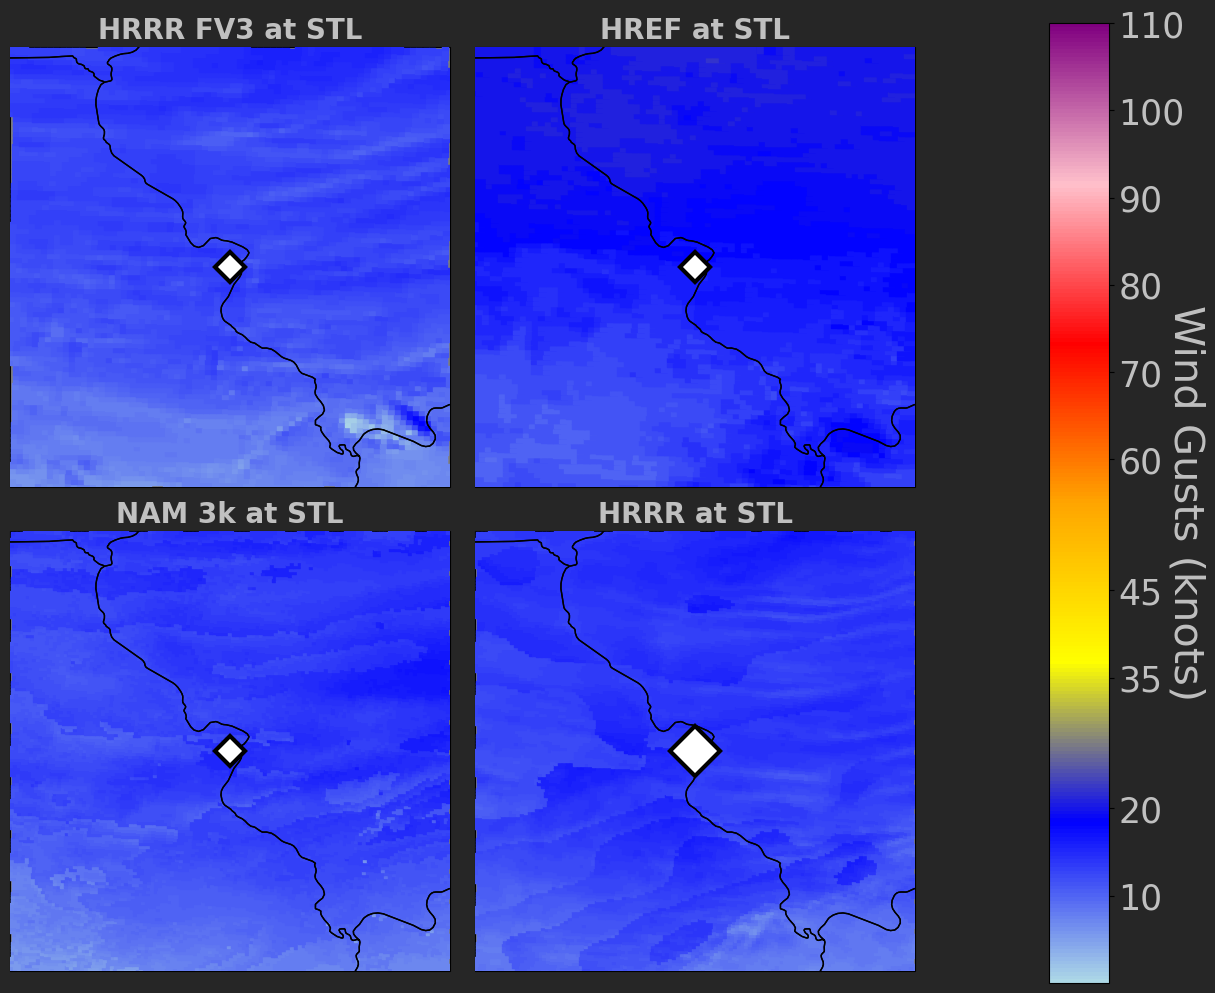 HRRR FV3 at STL
HREF at STL
NAM 3k at STL
HRRR at STL
110
100
90
80
70
60
45
35
20
10
Wind Gusts (knots)